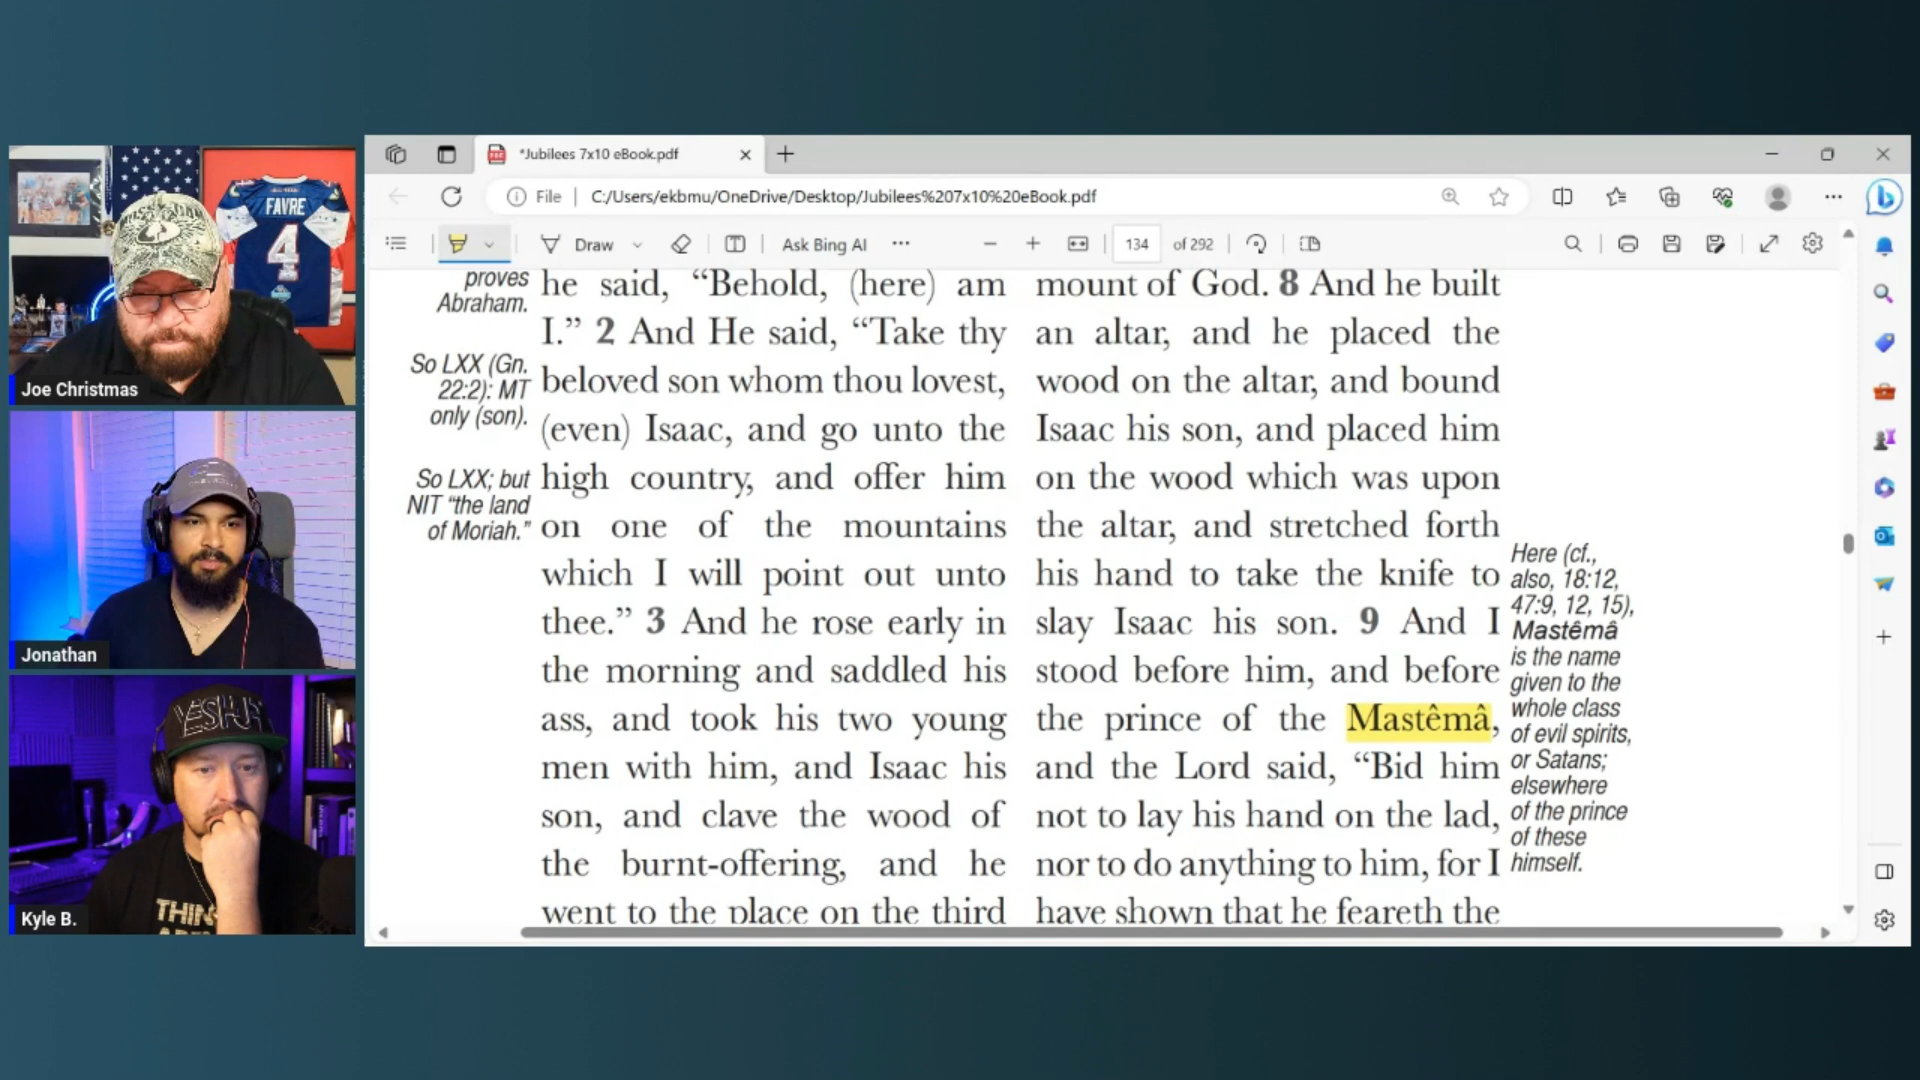 FAVRE
4
Joe Christmas
Jonathan
YESHUA
THIN
Kyle B.
*Jubilees 7x10 eBook.pdf
File
C:/Users/ekbmu/OneDrive/Desktop/Jubilees%207x10%20eBook.pdf
Draw
Ask Bing AI
134
of 292
proves
Abraham.
So LXX (Gn.
22:2): MT
only (son).
So LXX; but
NIT “the land
of Moriah.”
he said, “Behold, (here) am
I.” 2 And He said, “Take thy
beloved son whom thou lovest,
(even) Isaac, and go unto the
high country, and offer him
on one of the mountains
which I will point out unto
thee.” 3 And he rose early in
the morning and saddled his
ass, and took his two young
men with him, and Isaac his
son, and clave the wood of
the burnt-offering, and he
went to the place on the third
mount of God. 8 And he built
an altar, and he placed the
wood on the altar, and bound
Isaac his son, and placed him
on the wood which was upon
the altar, and stretched forth
his hand to take the knife to
slay Isaac his son. 9 And I
stood before him, and before
the prince of the Mastêmâ,
and the Lord said, “Bid him
not to lay his hand on the lad,
nor to do anything to him, for I
have shown that he feareth the
Here (cf.,
also, 18:12,
47:9, 12, 15),
Mastêmâ
is the name
given to the
whole class
of evil spirits,
or Satans;
elsewhere
of the prince
of these
himself.